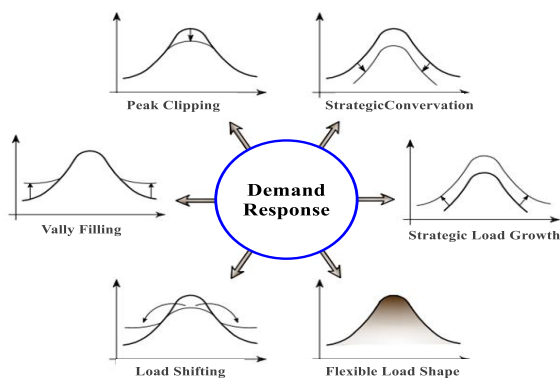 Peak Clipping
StrategicConvervation
Vally Filling
Demand
Response
Strategic Load Growth
Load Shifting
Flexible Load Shape